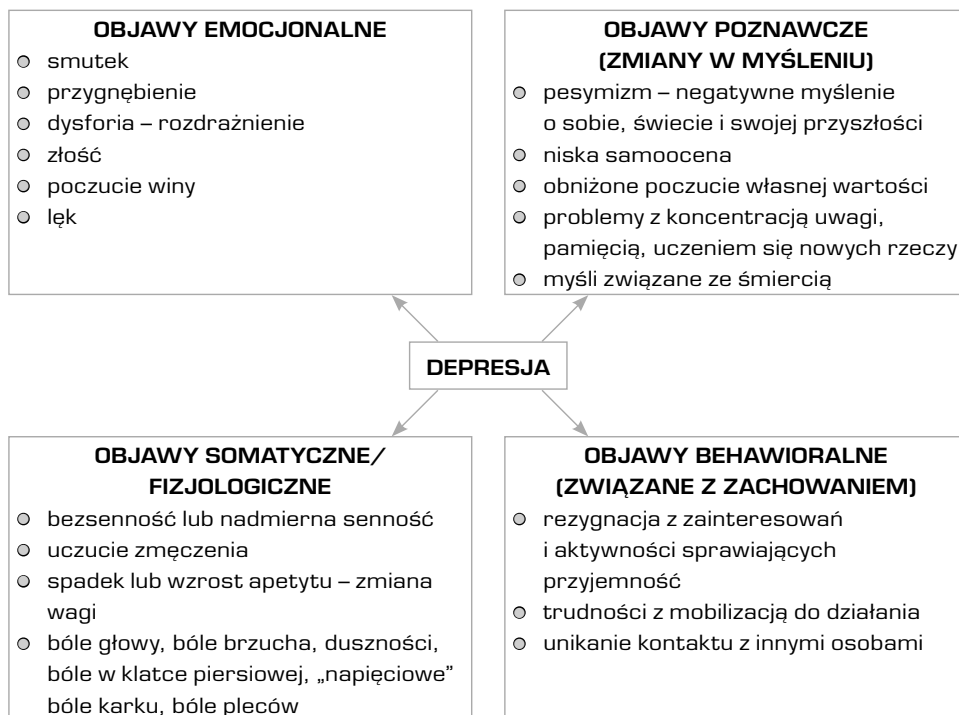 OBJAWY EMOCJONALNE
smutek
przygnębienie
dysforia – rozdrażnienie
złość
poczucie winy
lęk
OBJAWY POZNAWCZE
(ZMIANY W MYŚLENIU)
pesymizm – negatywne myślenie
o sobie, świecie i swojej przyszłości
niska samoocena
obniżone poczucie własnej wartości
problemy z koncentracją uwagi,
pamięcią, uczeniem się nowych rzeczy
myśli związane ze śmiercią
DEPRESJA
OBJAWY SOMATYCZNE/
FIZJOLOGICZNE
bezsenność lub nadmierna senność
uczucie zmęczenia
spadek lub wzrost apetytu – zmiana
wagi
bóle głowy, bóle brzucha, duszności,
bóle w klatce piersiowej, „napięciowe”
bóle karku, bóle pleców
OBJAWY BEHAWIORALNE
(ZWIĄZANE Z ZACHOWANIEM)
rezygnacja z zainteresowań
i aktywności sprawiających
przyjemność
trudności z mobilizacją do działania
unikanie kontaktu z innymi osobami